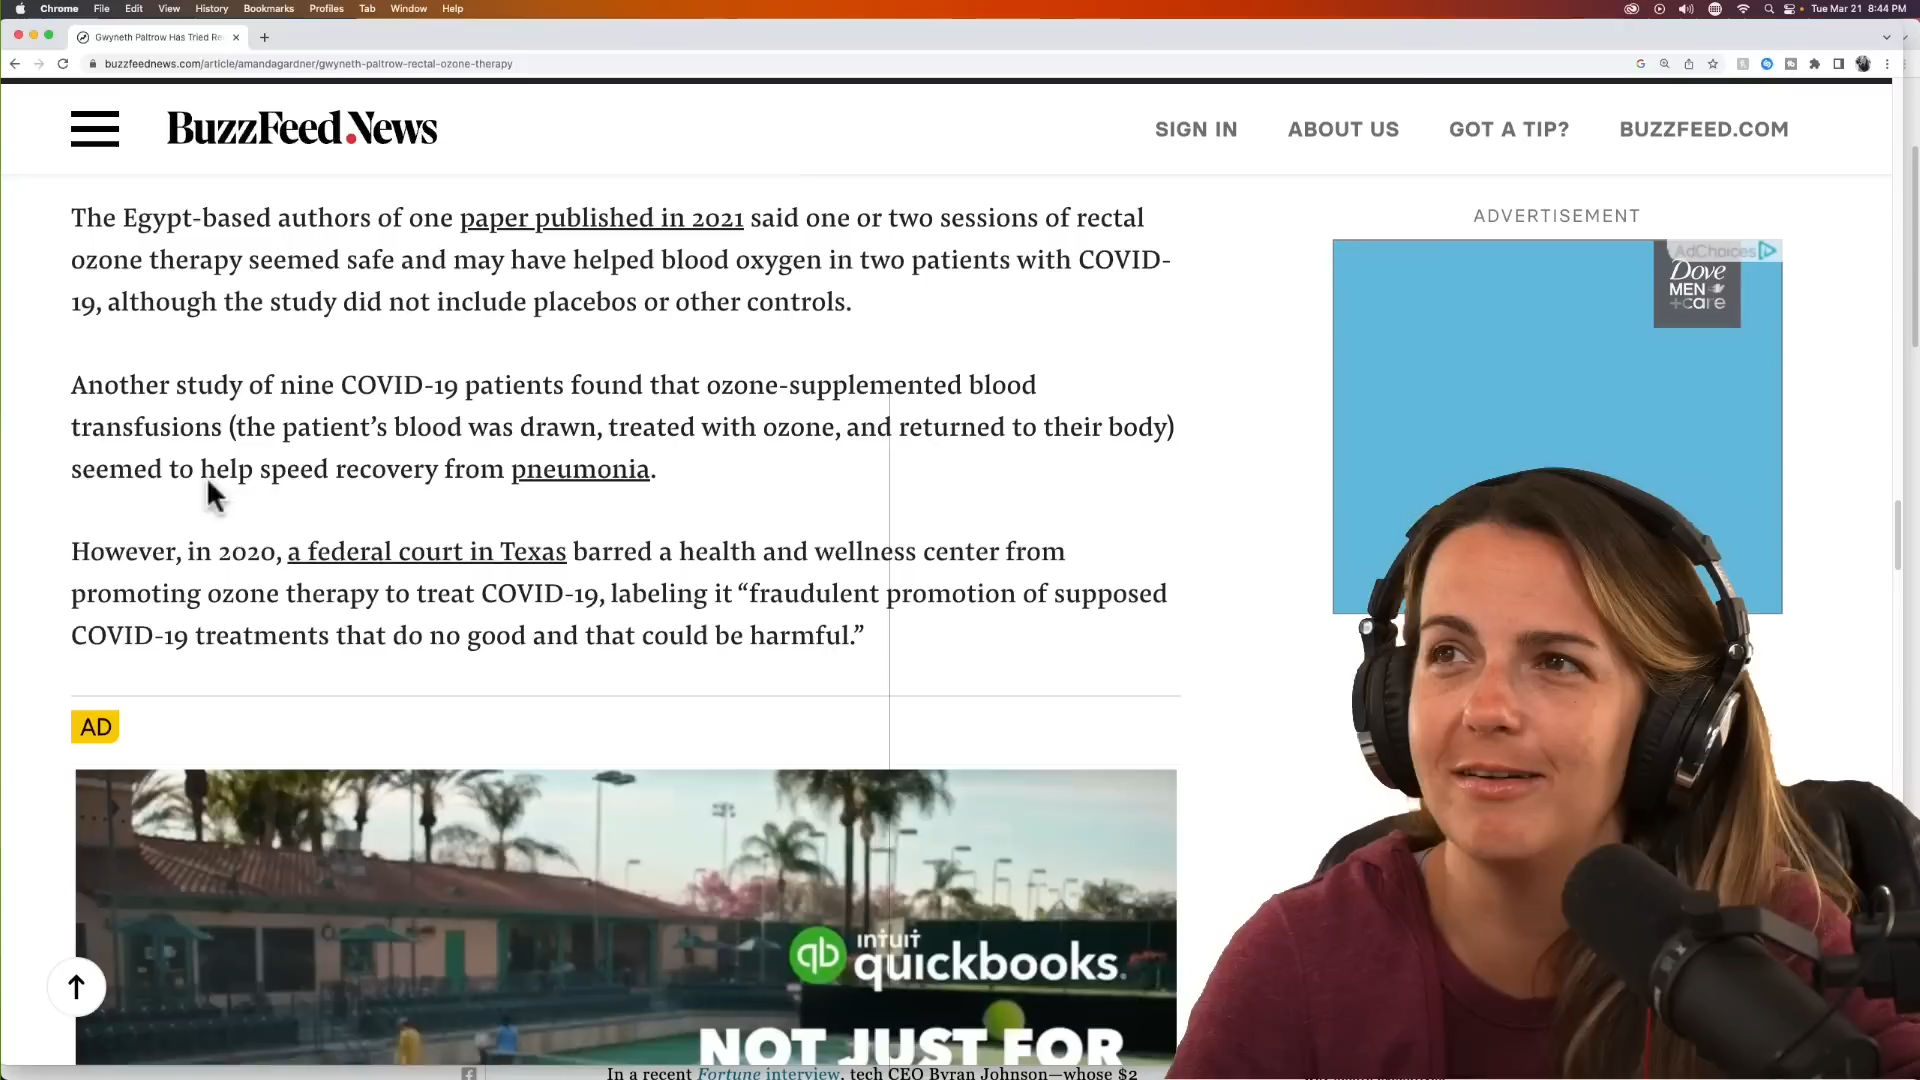 Chrome File Edit View History Bookmarks Profiles Tab Window Help
Tue Mar 21 8:44 PM
Gwyneth Paltrow Has Tried Re
buzzfeednews.com/article/amandagardner/gwyneth-paltrow-rectal-ozone-therapy
BuzzFeed.News
SIGN IN ABOUT US GOT A TIP? BUZZFEED.COM
The Egypt-based authors of one paper published in 2021 said one or two sessions of rectal
ozone therapy seemed safe and may have helped blood oxygen in two patients with COVID-
19, although the study did not include placebos or other controls.
Another study of nine COVID-19 patients found that ozone-supplemented blood
transfusions (the patient’s blood was drawn, treated with ozone, and returned to their body)
seemed to help speed recovery from pneumonia.
However, in 2020, a federal court in Texas barred a health and wellness center from
promoting ozone therapy to treat COVID-19, labeling it “fraudulent promotion of supposed
COVID-19 treatments that do no good and that could be harmful.”
ADVERTISEMENT
AdChoices
Dove
MEN
+care
AD
intuit
qb quickbooks.
NOT JUST FOR
In a recent Fortune interview, tech CEO Byran Johnson—whose $2